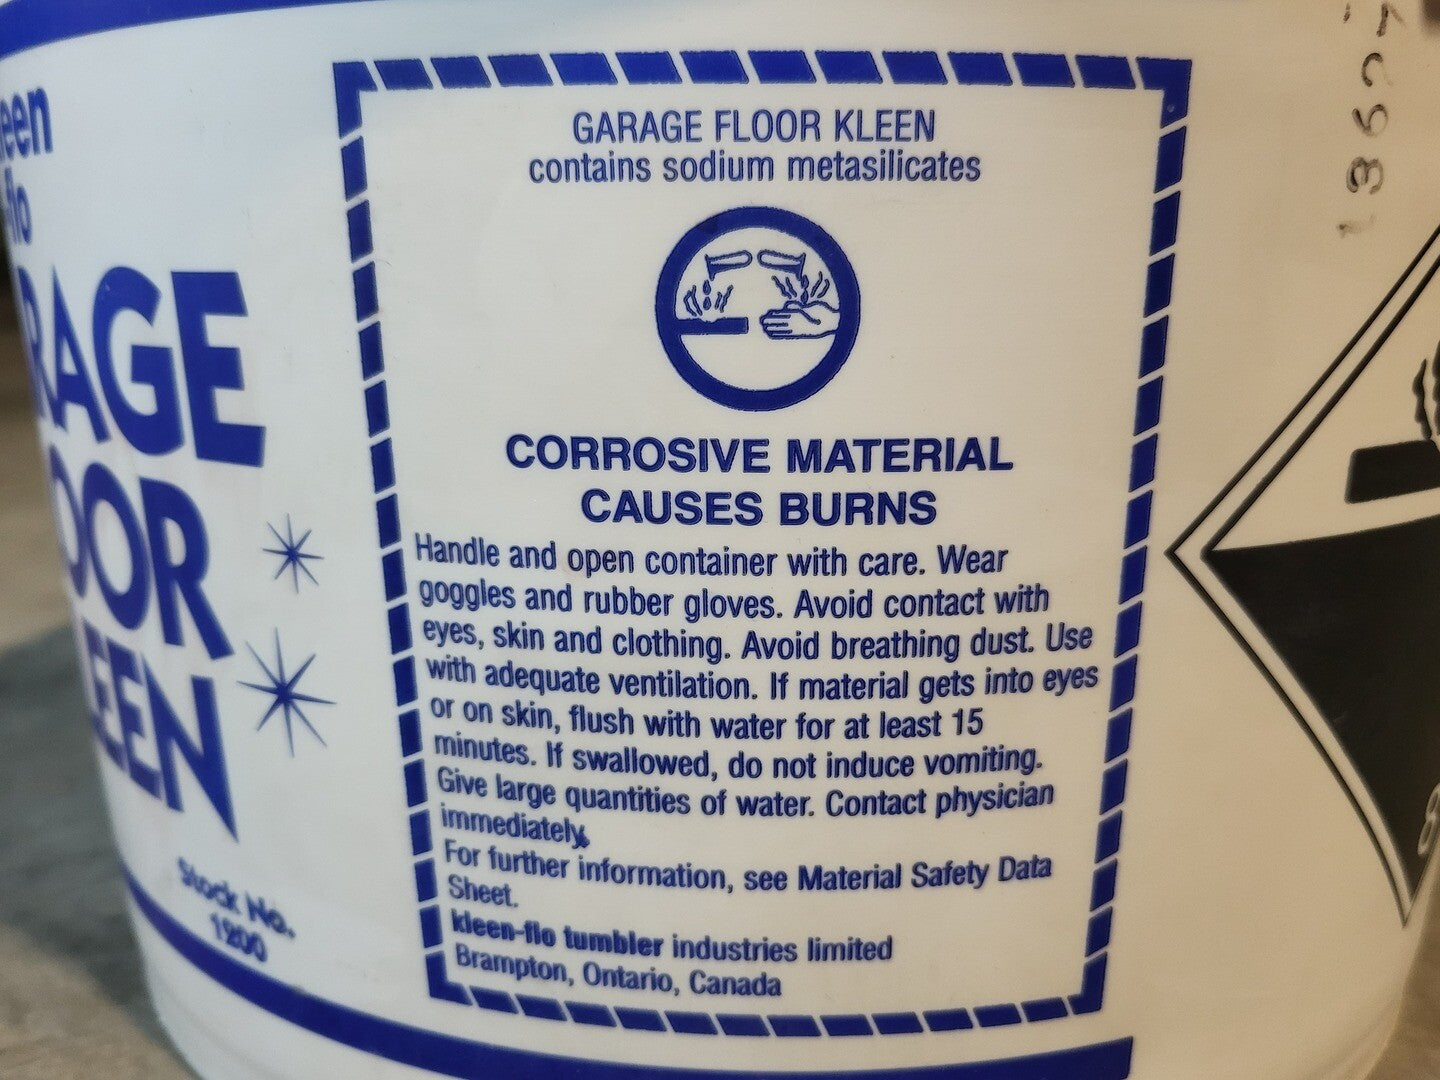 GARAGE FLOOR KLEEN
contains sodium metasilicates
CORROSIVE MATERIAL
CAUSES BURNS
Handle and open container with care. Wear
goggles and rubber gloves. Avoid contact with
eyes, skin and clothing. Avoid breathing dust. Use
with adequate ventilation. If material gets into eyes
or on skin, flush with water for at least 15
minutes. If swallowed, do not induce vomiting.
Give large quantities of water. Contact physician
immediately.
For further information, see Material Safety Data
Sheet.
kleen-flo tumbler industries limited
Brampton, Ontario, Canada
een
flo
RAGE
OOR
LEEN
Stock No.
1200
8